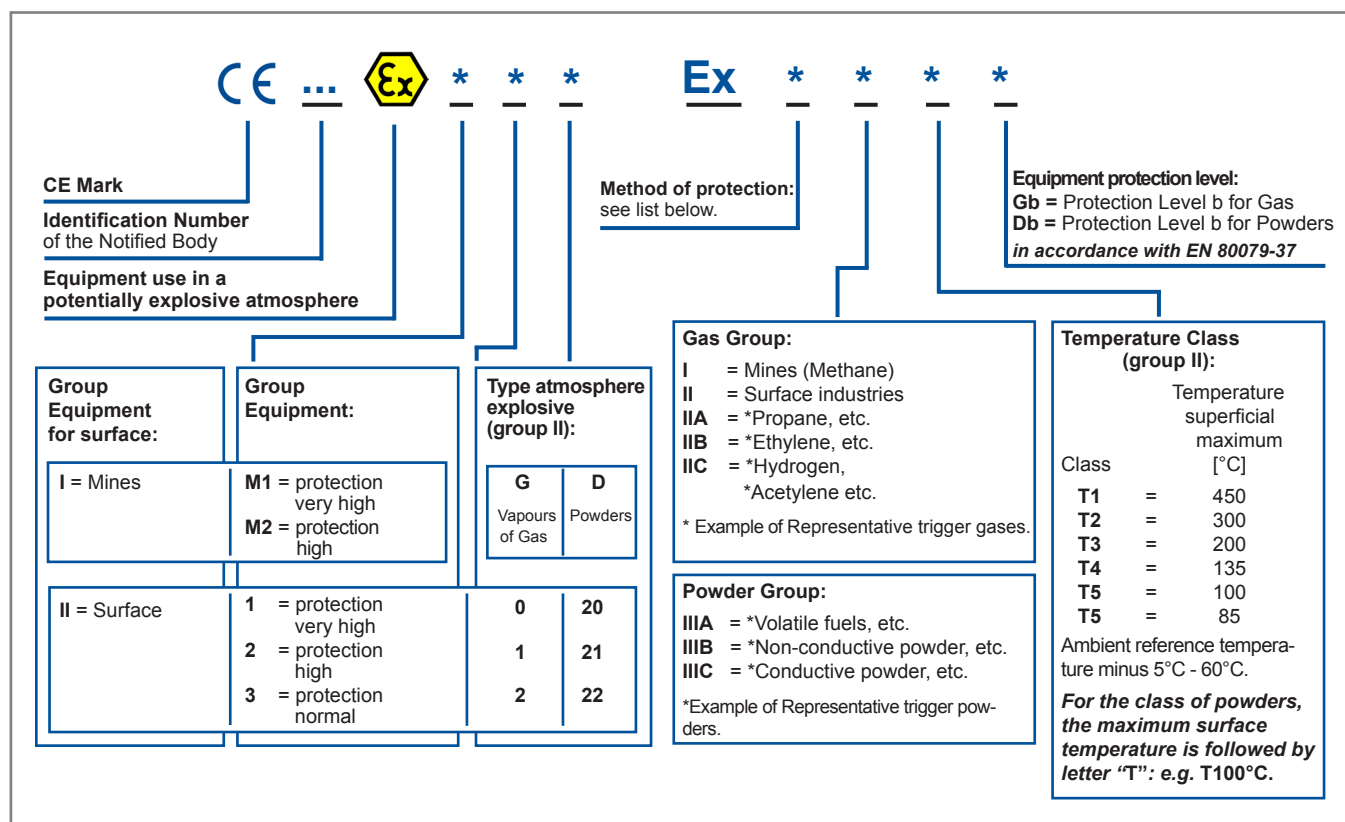 CE ... Ex * * * Ex * * * *
CE Mark
Identification Number
of the Notified Body
Equipment use in a
potentially explosive atmosphere
Method of protection:
see list below.
Equipment protection level:
Gb = Protection Level b for Gas
Db = Protection Level b for Powders
in accordance with EN 80079-37
Group
Equipment
for surface:
Group
Equipment:
Type atmosphere
explosive
(group II):
I = Mines
M1 = protection
very high
M2 = protection
high
G D
Vapours Powders
of Gas
II = Surface
1 = protection 0 20
very high
2 = protection 1 21
high
3 = protection 2 22
normal
Gas Group:
I = Mines (Methane)
II = Surface industries
IIA = *Propane, etc.
IIB = *Ethylene, etc.
IIC = *Hydrogen,
*Acetylene etc.
* Example of Representative trigger gases.
Powder Group:
IIIA = *Volatile fuels, etc.
IIIB = *Non-conductive powder, etc.
IIIC = *Conductive powder, etc.
*Example of Representative trigger pow-
ders.
Temperature Class
(group II):
Temperature
superficial
maximum
Class [°C]
T1 = 450
T2 = 300
T3 = 200
T4 = 135
T5 = 100
T5 = 85
Ambient reference tempera-
ture minus 5°C - 60°C.
For the class of powders,
the maximum surface
temperature is followed by
letter “T”: e.g. T100°C.